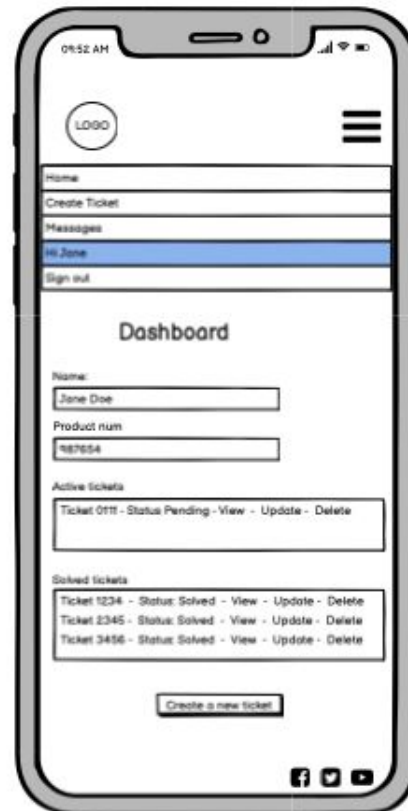 09:52 AM
LOGO
Home
Create Ticket
Messages
Hi Jane
Sign out
Dashboard
Name:
Jane Doe
Product num
987654
Active tickets
Ticket 0111 - Status Pending - View - Update - Delete
Solved tickets
Ticket 1234 - Status: Solved - View - Update - Delete
Ticket 2345 - Status: Solved - View - Update - Delete
Ticket 3456 - Status: Solved - View - Update - Delete
Create a new ticket